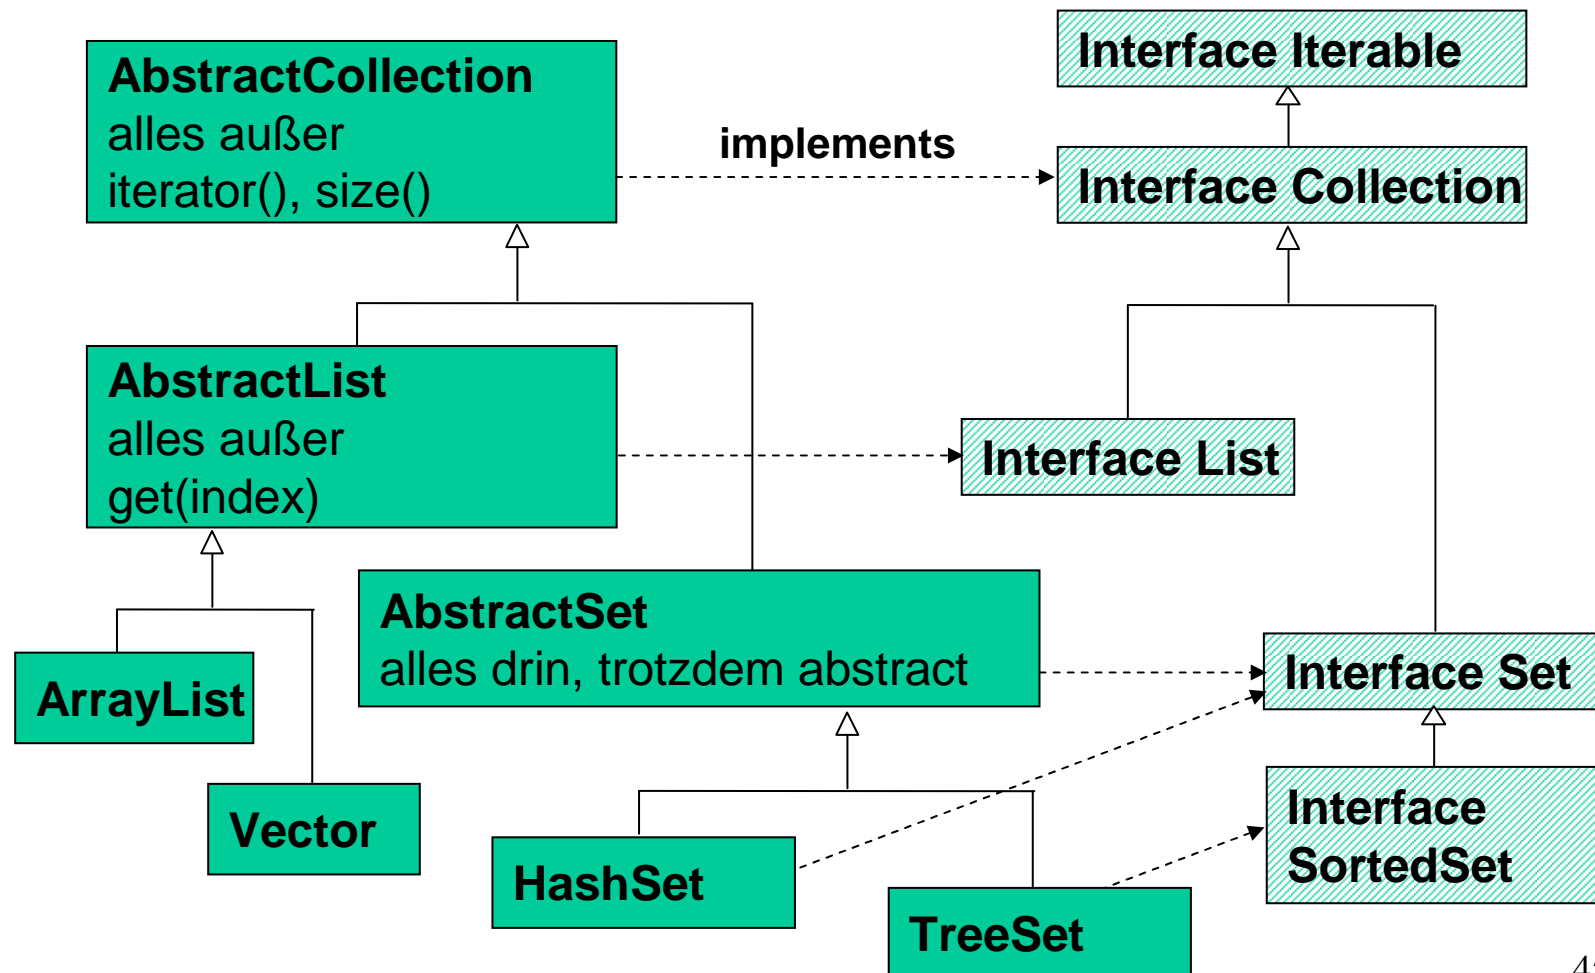 AbstractCollection
alles außer
iterator(), size()
implements
Interface Iterable
Interface Collection
AbstractList
alles außer
get(index)
Interface List
AbstractSet
alles drin, trotzdem abstract
Interface Set
ArrayList
Vector
HashSet
TreeSet
Interface
SortedSet